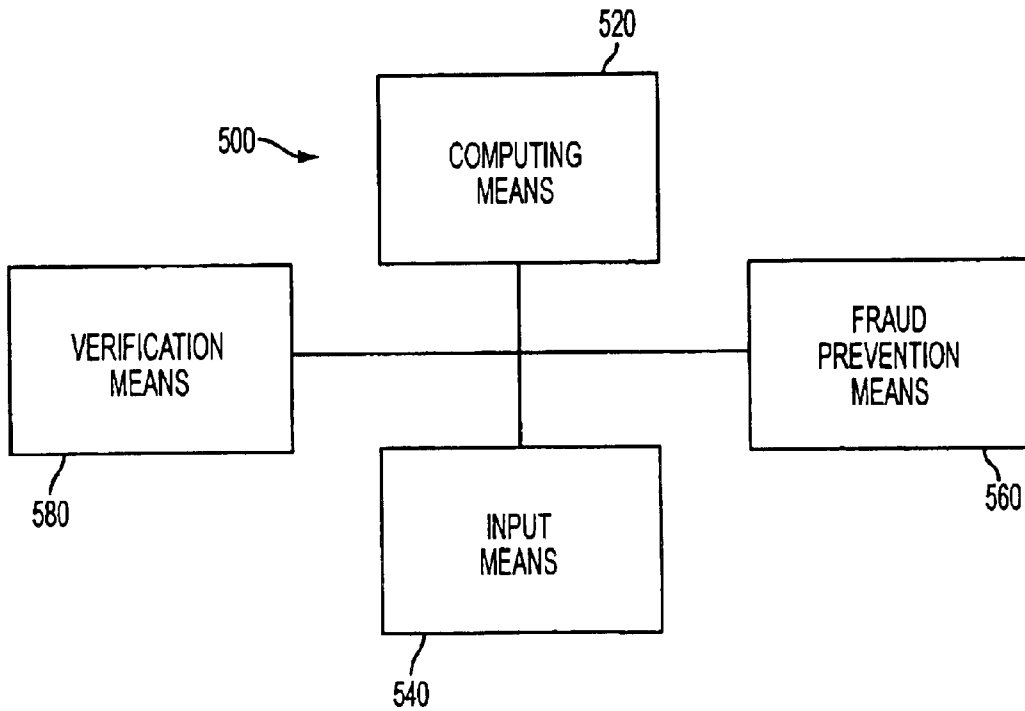 520
500
COMPUTING
MEANS
VERIFICATION
MEANS
FRAUD
PREVENTION
MEANS
580
560
INPUT
MEANS
540